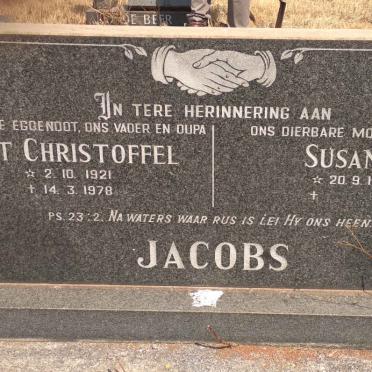 DE BEER
IN TERE HERINNERING AAN
E EGGENOOT, ONS VADER EN OUPA
ONS DIERBARE MO
T CHRISTOFFEL
SUSAN
☆ 2. 10. 1921
☆ 20. 9. 1
+ 14. 3. 1978
+
PS. 23:2. NA WATERS WAAR RUS IS LEI HY ONS HEEN
JACOBS